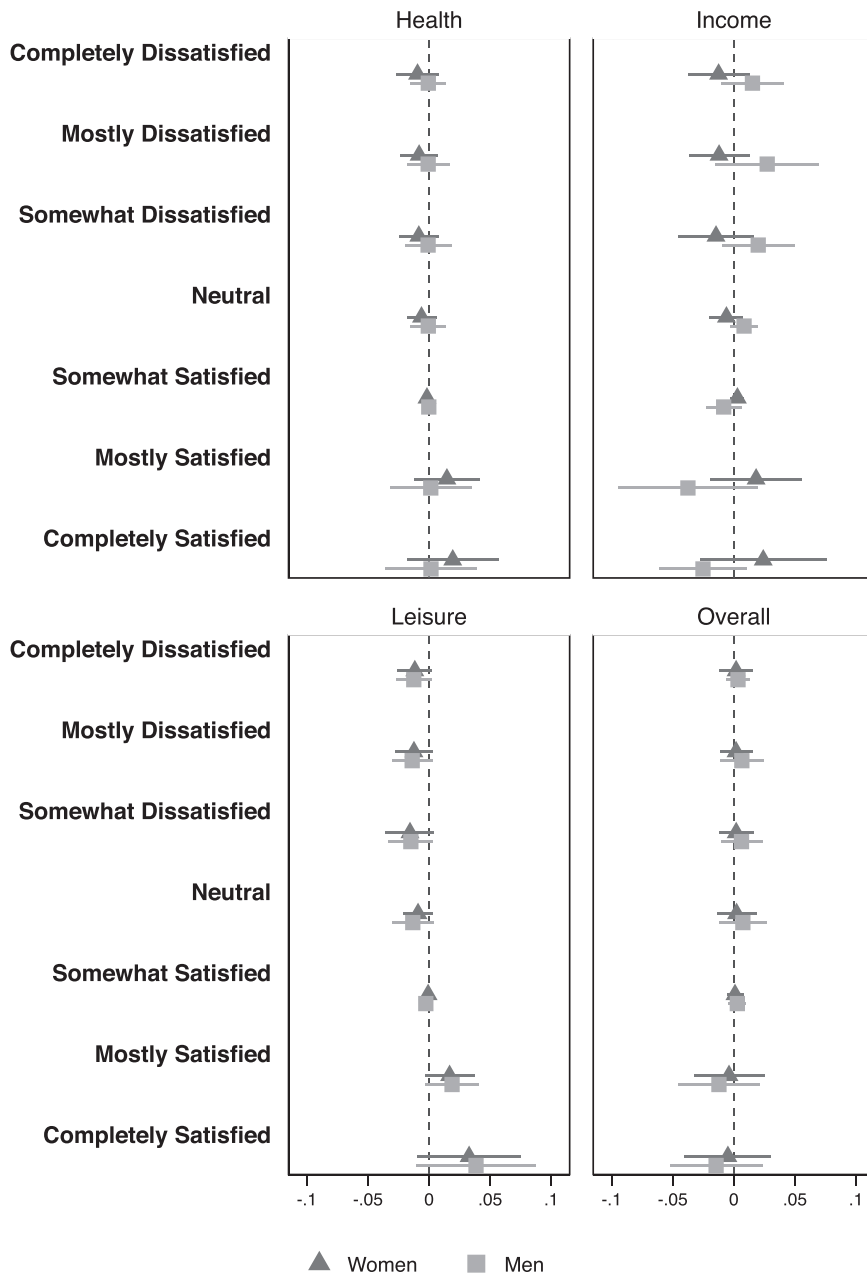 Health Income
Completely Dissatisfied
Mostly Dissatisfied
Somewhat Dissatisfied
Neutral
Somewhat Satisfied
Mostly Satisfied
Completely Satisfied
Leisure Overall
Completely Dissatisfied
Mostly Dissatisfied
Somewhat Dissatisfied
Neutral
Somewhat Satisfied
Mostly Satisfied
Completely Satisfied
-.1 -.05 0 .05 .1 -.1 -.05 0 .05 .1
Women Men